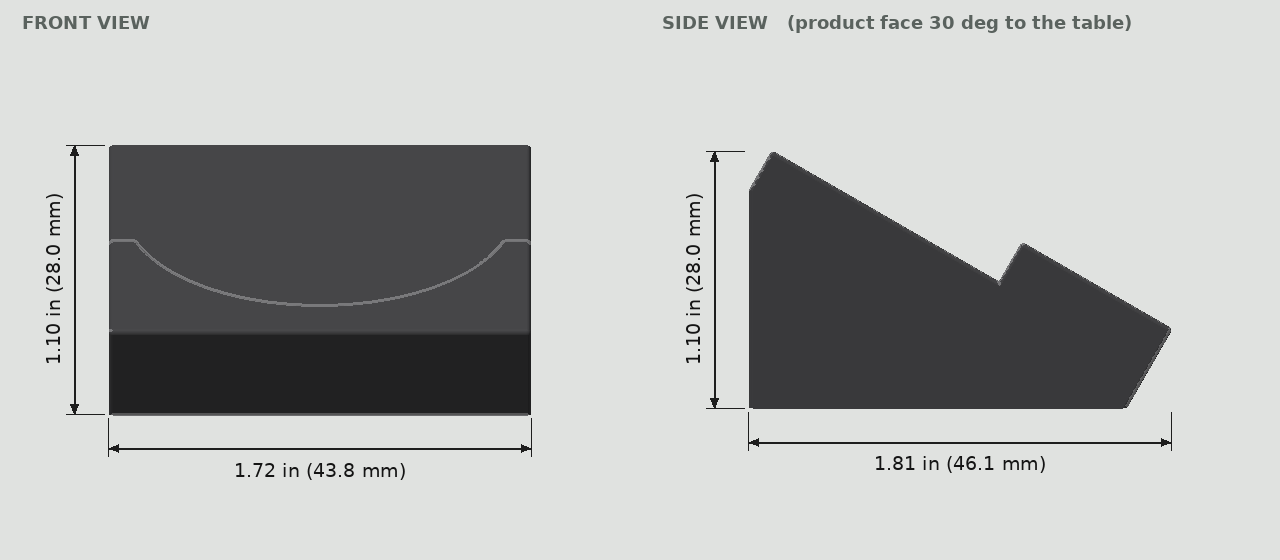 FRONT VIEW
SIDE VIEW (product face 30 deg to the table)
1.10 in (28.0 mm)
1.72 in (43.8 mm)
1.10 in (28.0 mm)
1.81 in (46.1 mm)